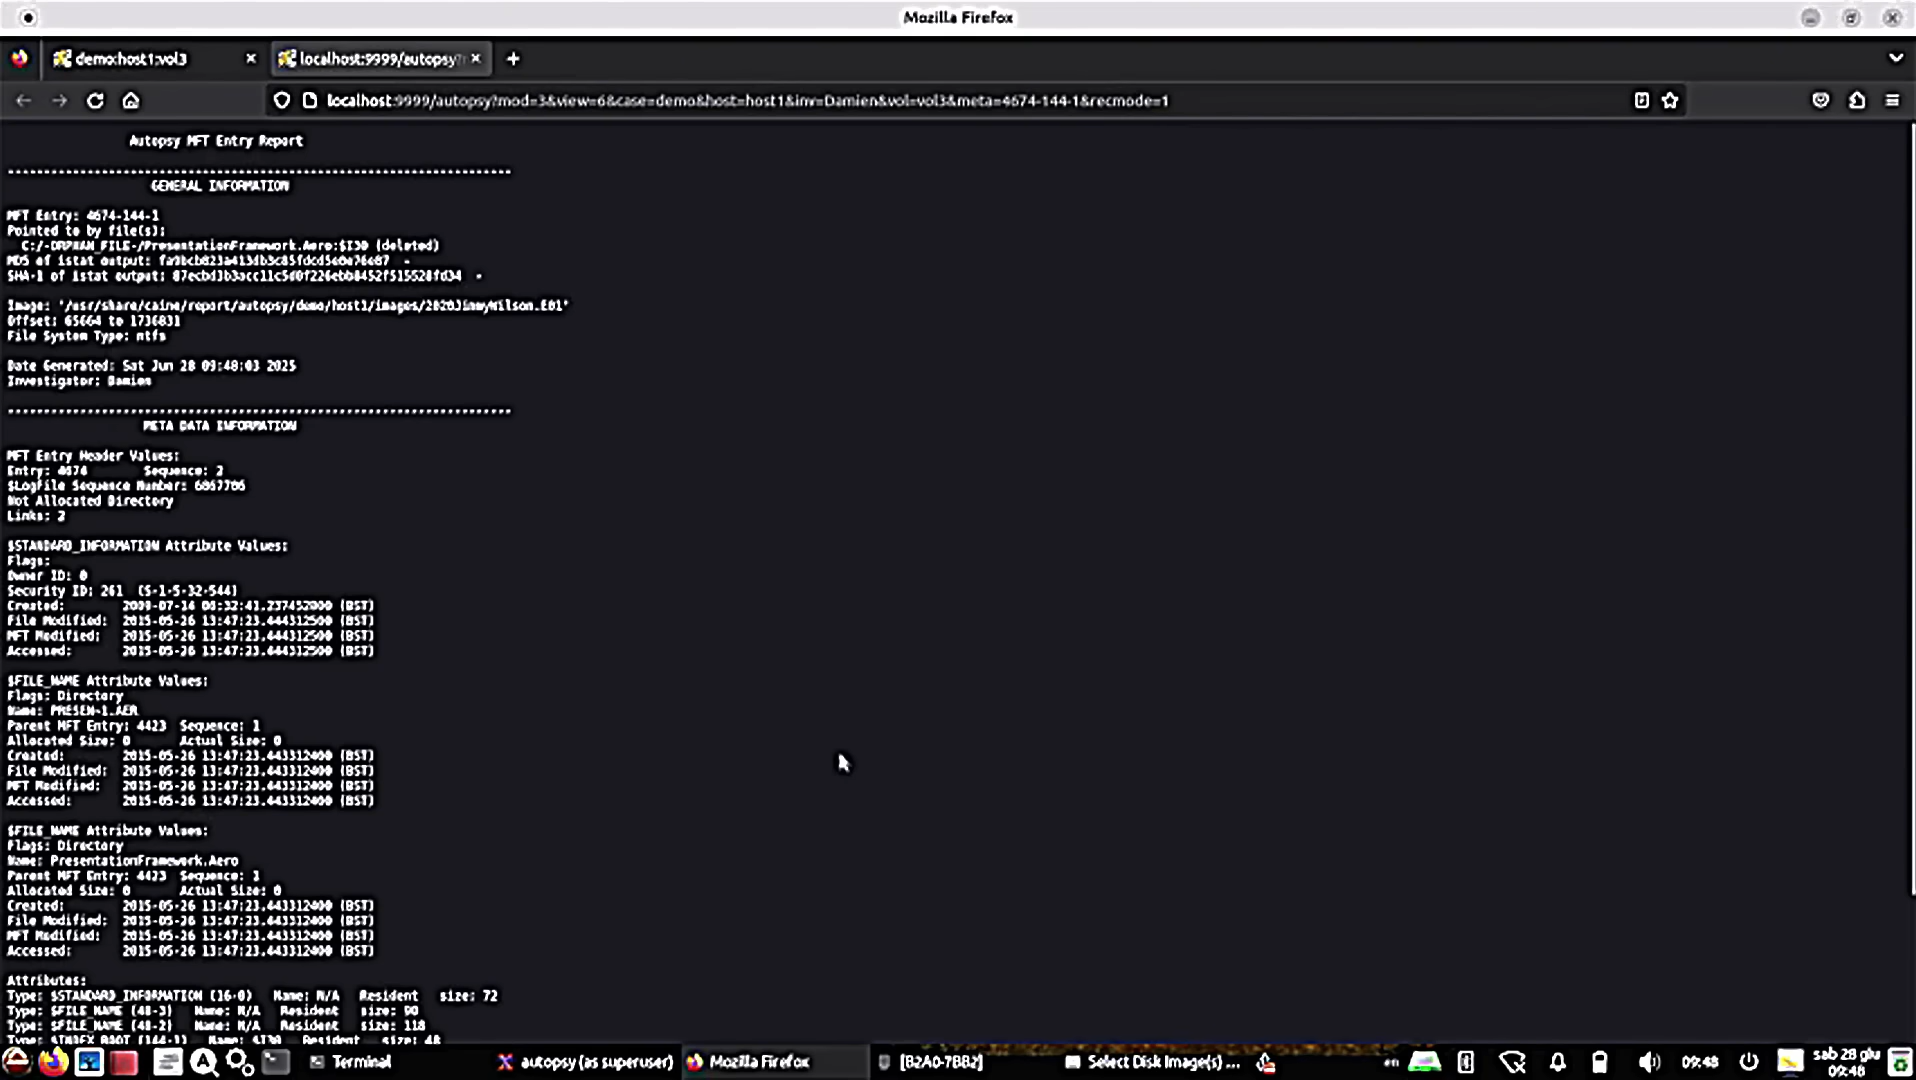 Mozilla Firefox
demo:host1:vol3
localhost:9999/autopsy?
localhost:9999/autopsy?mod=3&view=6&case=demo&host=host1&inv=Damien&vol=vol3&meta=4674-144-1&recmode=1
Autopsy MFT Entry Report
GENERAL INFORMATION
MFT Entry: 4674-144-1
Pointed to by file(s):
C:/-ORPHAN_FILE-/PresentationFramework.Aero:$I30 (deleted)
MD5 of istat output: -
SHA-1 of istat output: -
Image: '/usr/share/caine/report/autopsy/demo/host1/images/2020JimmyWilson.E01'
Offset: 65664 to 1736831
File System Type: ntfs
Date Generated: Sat Jun 28 09:48:03 2025
Investigator: Damien
META DATA INFORMATION
MFT Entry Header Values:
Entry: 4674 Sequence: 2
$LogFile Sequence Number:
Not Allocated Directory
Links: 2
$STANDARD_INFORMATION Attribute Values:
Flags:
Owner ID: 0
Security ID: 261 (S-1-5-32-544)
Created: 2009-07-14 (BST)
File Modified: 2015-05-26 13:47:23.444312500 (BST)
MFT Modified: 2015-05-26 13:47:23.444312500 (BST)
Accessed: 2015-05-26 13:47:23.444312500 (BST)
$FILE_NAME Attribute Values:
Flags: Directory
Name: PRESEN~1.AER
Parent MFT Entry: 4423 Sequence: 1
Allocated Size: 0 Actual Size: 0
Created: 2015-05-26 13:47:23.443312400 (BST)
File Modified: 2015-05-26 13:47:23.443312400 (BST)
MFT Modified: 2015-05-26 13:47:23.443312400 (BST)
Accessed: 2015-05-26 13:47:23.443312400 (BST)
$FILE_NAME Attribute Values:
Flags: Directory
Name: PresentationFramework.Aero
Parent MFT Entry: 4423 Sequence: 1
Allocated Size: 0 Actual Size: 0
Created: 2015-05-26 13:47:23.443312400 (BST)
File Modified: 2015-05-26 13:47:23.443312400 (BST)
MFT Modified: 2015-05-26 13:47:23.443312400 (BST)
Accessed: 2015-05-26 13:47:23.443312400 (BST)
Attributes:
Type: $STANDARD_INFORMATION (16-0) Name: N/A Resident size: 72
Type: $FILE_NAME (48-3) Name: N/A Resident size: 90
Type: $FILE_NAME (48-2) Name: N/A Resident size: 118
Type: $INDEX_ROOT (144-1) Name: $I30 Resident size: 48
Terminal autopsy (as superuser) Mozilla Firefox [B2A0-7BB2] Select Disk Image(s) ... en 09:48 sab 28 giu
09:48